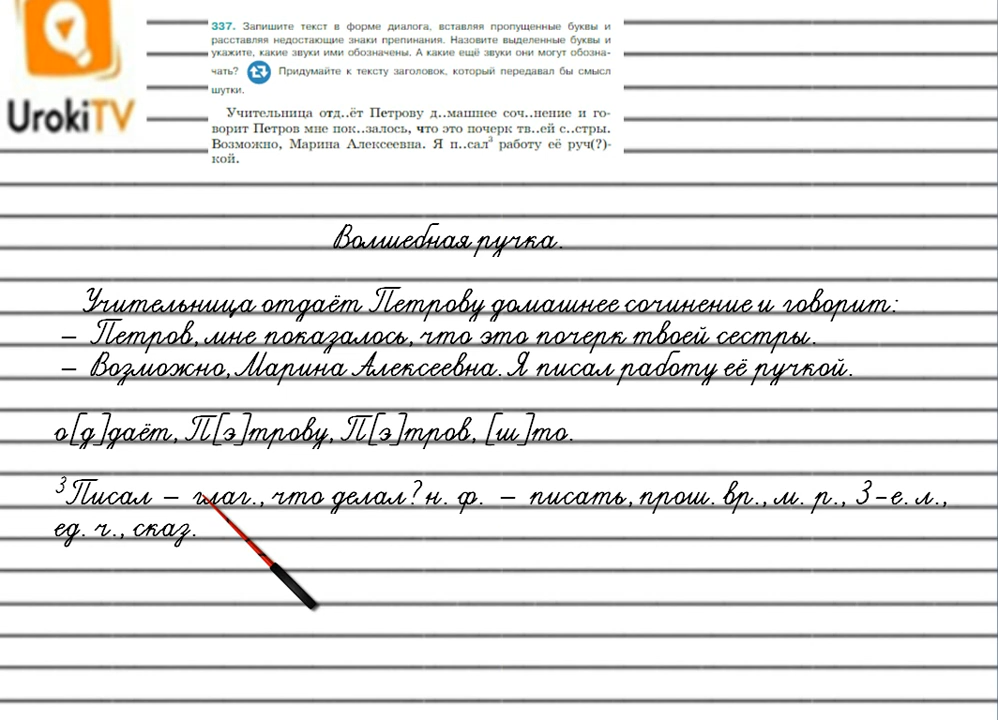 UrokiTV
337. Запишите текст в форме диалога, вставляя пропущенные буквы и
расставляя недостающие знаки препинания. Назовите выделенные буквы и
укажите, какие звуки ими обозначены. А какие ещё звуки они могут обозна-
чать? Придумайте к тексту заголовок, который передавал бы смысл
шутки.
Учительница отд..ёт Петрову д..машнее соч..нение и го-
ворит Петров мне пок..залось, что это почерк тв..ей с..стры.
Возможно, Марина Алексеевна. Я п..сал³ работу её руч(?)-
кой.
Волшебная ручка.
Учительница отдаёт Петрову домашнее сочинение и говорит:
– Петров, мне показалось, что это почерк твоей сестры.
– Возможно, Марина Алексеевна. Я писал работу её ручкой.
о[д]даёт, П[э]трову, П[э]тров, [ш]то.
³Писал – глаг., что делал? н. ф. – писать, прош. вр., м. р., 3-е. л.,
ед. ч., сказ.